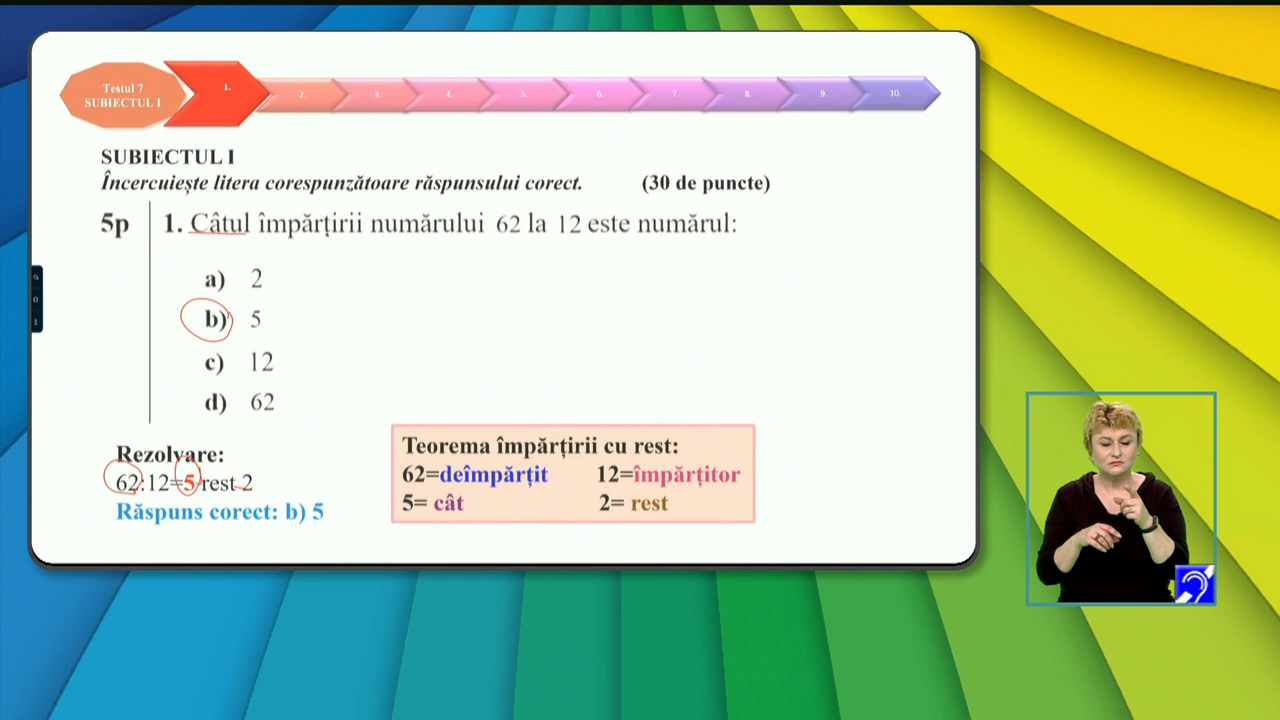 Testul 7
SUBIECTUL I
1.
2.
3.
4.
5.
6.
7.
8.
9.
10.
SUBIECTUL I
Încercuiește litera corespunzătoare răspunsului corect. (30 de puncte)
5p 1. Câtul împărțirii numărului 62 la 12 este numărul:
a) 2
b) 5
c) 12
d) 62
Rezolvare:
62:12=5 rest 2
Răspuns corect: b) 5
Teorema împărțirii cu rest:
62=deîmpărțit 12=împărțitor
5= cât 2= rest